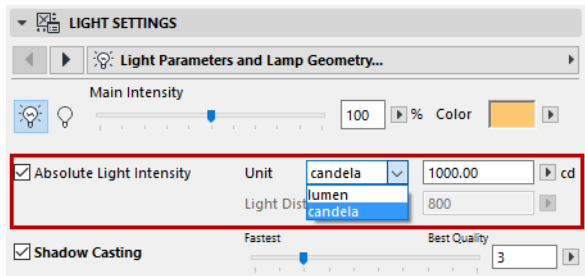 LIGHT SETTINGS
Light Parameters and Lamp Geometry...
Main Intensity
100 % Color
Absolute Light Intensity Unit candela 1000.00 cd
lumen
Light Dist 800
candela
Fastest Best Quality
Shadow Casting 3